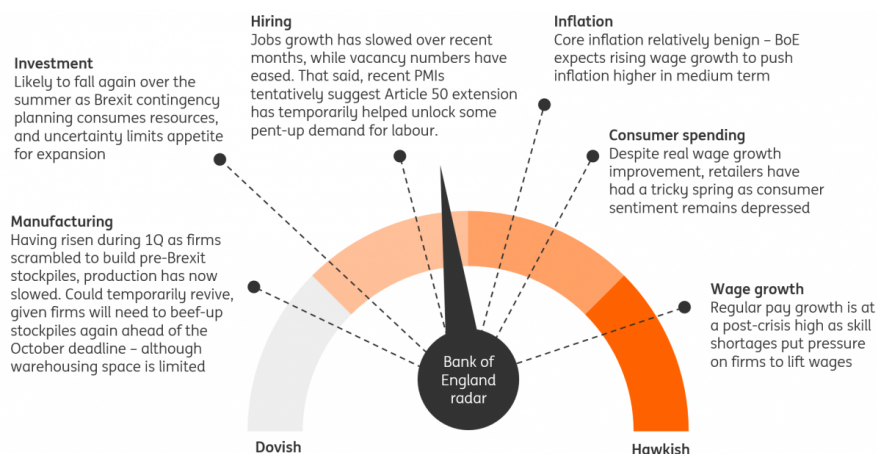 Hiring
Jobs growth has slowed over recent
months, while vacancy numbers have
eased. That said, recent PMIs
tentatively suggest Article 50 extension
has temporarily helped unlock some
pent-up demand for labour.
Inflation
Core inflation relatively benign – BoE
expects rising wage growth to push
inflation higher in medium term
Investment
Likely to fall again over the
summer as Brexit contingency
planning consumes resources,
and uncertainty limits appetite
for expansion
Consumer spending
Despite real wage growth
improvement, retailers have
had a tricky spring as consumer
sentiment remains depressed
Manufacturing
Having risen during 1Q as firms
scrambled to build pre-Brexit
stockpiles, production has now
slowed. Could temporarily revive,
given firms will need to beef-up
stockpiles again ahead of the
October deadline – although
warehousing space is limited
Wage growth
Regular pay growth is at
a post-crisis high as skill
shortages put pressure
on firms to lift wages
Bank of
England
radar
Dovish
Hawkish